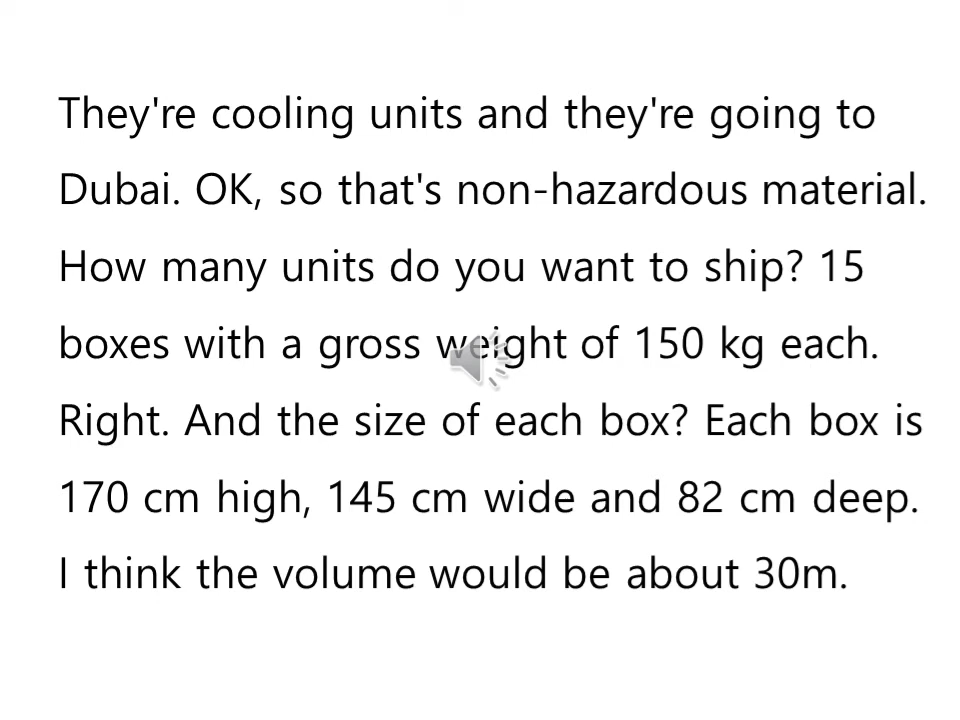 They're cooling units and they're going to
Dubai. OK, so that's non-hazardous material.
How many units do you want to ship? 15
boxes with a gross weight of 150 kg each.
Right. And the size of each box? Each box is
170 cm high, 145 cm wide and 82 cm deep.
I think the volume would be about 30m.